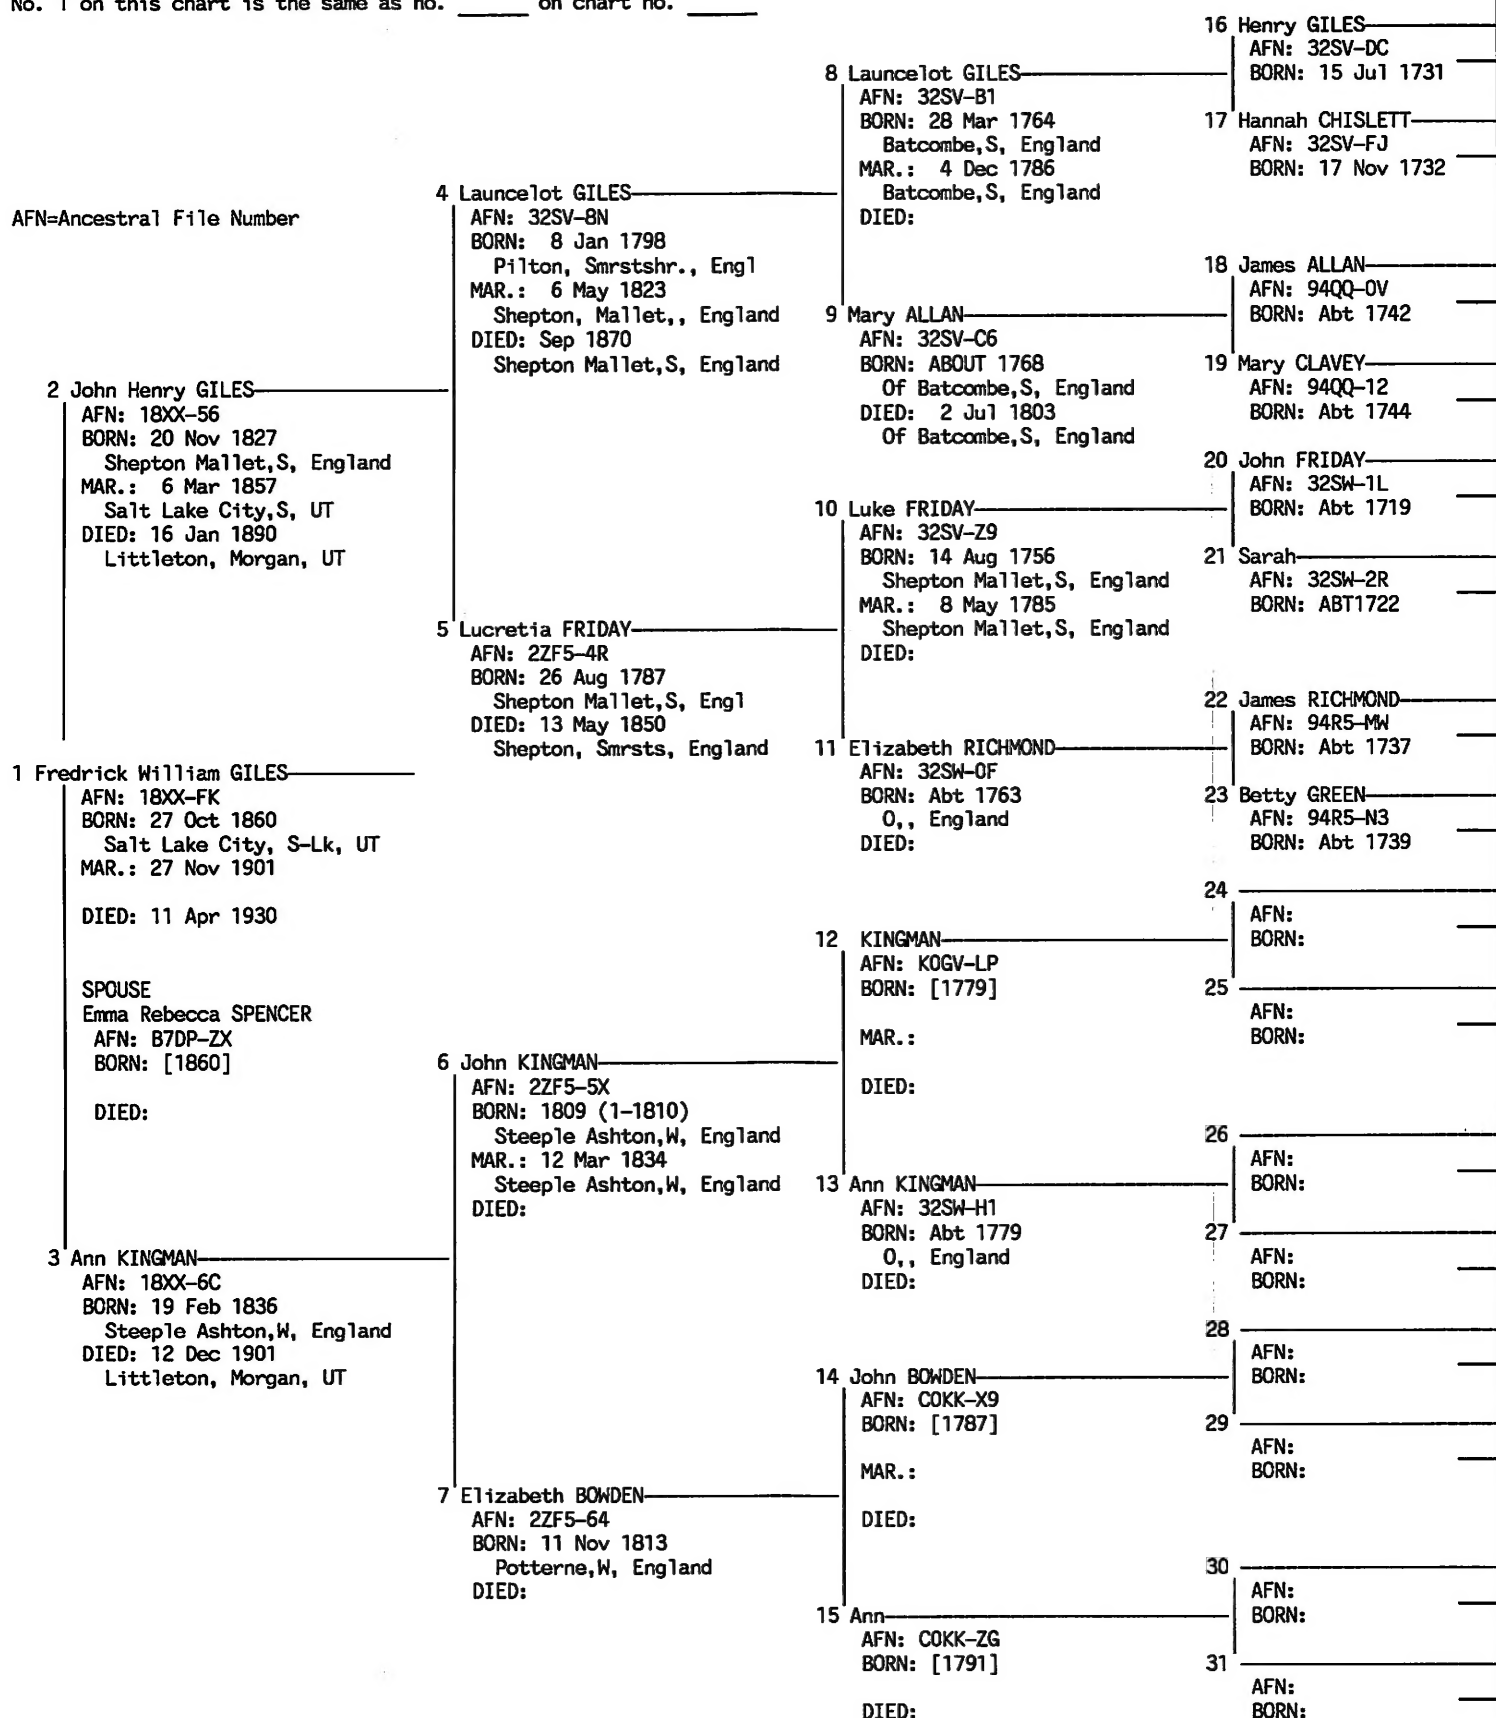 No. 1 on this chart is the same as no. ______ on chart no. ______
AFN=Ancestral File Number
1 Fredrick William GILES
AFN: 18XX-FK
BORN: 27 Oct 1860
Salt Lake City, S-Lk, UT
MAR.: 27 Nov 1901
DIED: 11 Apr 1930
SPOUSE
Emma Rebecca SPENCER
AFN: B7DP-ZX
BORN: [1860]
DIED:
2 John Henry GILES
AFN: 18XX-56
BORN: 20 Nov 1827
Shepton Mallet,S, England
MAR.: 6 Mar 1857
Salt Lake City,S, UT
DIED: 16 Jan 1890
Littleton, Morgan, UT
3 Ann KINGMAN
AFN: 18XX-6C
BORN: 19 Feb 1836
Steeple Ashton,W, England
DIED: 12 Dec 1901
Littleton, Morgan, UT
4 Launcelot GILES
AFN: 32SV-8N
BORN: 8 Jan 1798
Pilton, Smrstshr., Engl
MAR.: 6 May 1823
Shepton, Mallet,, England
DIED: Sep 1870
Shepton Mallet,S, England
5 Lucretia FRIDAY
AFN: 2ZF5-4R
BORN: 26 Aug 1787
Shepton Mallet,S, Engl
DIED: 13 May 1850
Shepton, Smrsts, England
6 John KINGMAN
AFN: 2ZF5-5X
BORN: 1809 (1-1810)
Steeple Ashton,W, England
MAR.: 12 Mar 1834
Steeple Ashton,W, England
DIED:
7 Elizabeth BOWDEN
AFN: 2ZF5-64
BORN: 11 Nov 1813
Potterne,W, England
DIED:
8 Launcelot GILES
AFN: 32SV-B1
BORN: 28 Mar 1764
Batcombe,S, England
MAR.: 4 Dec 1786
Batcombe,S, England
DIED:
9 Mary ALLAN
AFN: 32SV-C6
BORN: ABOUT 1768
Of Batcombe,S, England
DIED: 2 Jul 1803
Of Batcombe,S, England
10 Luke FRIDAY
AFN: 32SV-Z9
BORN: 14 Aug 1756
Shepton Mallet,S, England
MAR.: 8 May 1785
Shepton Mallet,S, England
DIED:
11 Elizabeth RICHMOND
AFN: 32SW-0F
BORN: Abt 1763
O,, England
DIED:
12 KINGMAN
AFN: K0GV-LP
BORN: [1779]
MAR.:
DIED:
13 Ann KINGMAN
AFN: 32SW-H1
BORN: Abt 1779
O,, England
DIED:
14 John BOWDEN
AFN: C0KK-X9
BORN: [1787]
MAR.:
DIED:
15 Ann
AFN: C0KK-ZG
BORN: [1791]
DIED:
16 Henry GILES
AFN: 32SV-DC
BORN: 15 Jul 1731
17 Hannah CHISLETT
AFN: 32SV-FJ
BORN: 17 Nov 1732
18 James ALLAN
AFN: 94QQ-0V
BORN: Abt 1742
19 Mary CLAVEY
AFN: 94QQ-12
BORN: Abt 1744
20 John FRIDAY
AFN: 32SW-1L
BORN: Abt 1719
21 Sarah
AFN: 32SW-2R
BORN: ABT1722
22 James RICHMOND
AFN: 94R5-MW
BORN: Abt 1737
23 Betty GREEN
AFN: 94R5-N3
BORN: Abt 1739
24
AFN:
BORN:
25
AFN:
BORN:
26
AFN:
BORN:
27
AFN:
BORN:
28
AFN:
BORN:
29
AFN:
BORN:
30
AFN:
BORN:
31
AFN:
BORN: